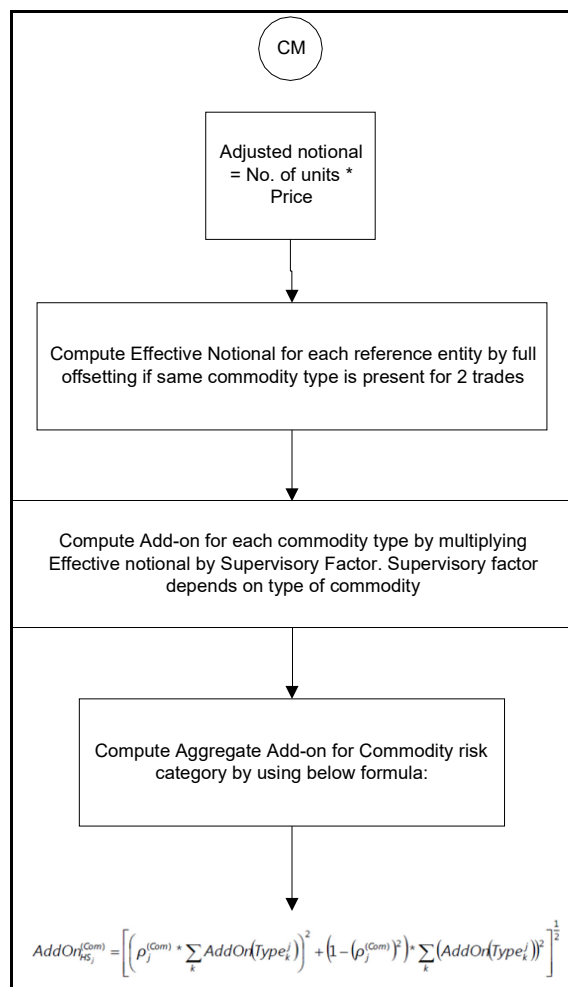 CM
Adjusted notional
= No. of units *
Price
Compute Effective Notional for each reference entity by full
offsetting if same commodity type is present for 2 trades
Compute Add-on for each commodity type by multiplying
Effective notional by Supervisory Factor. Supervisory factor
depends on type of commodity
Compute Aggregate Add-on for Commodity risk
category by using below formula:
AddOn_{HS_j}^{(Com)} = [(ρ_j^{(Com)} * ∑_k AddOn(Type_k^j))^2 + (1-(ρ_j^{(Com)})^2) * ∑_k (AddOn(Type_k^j))^2]^{1/2}